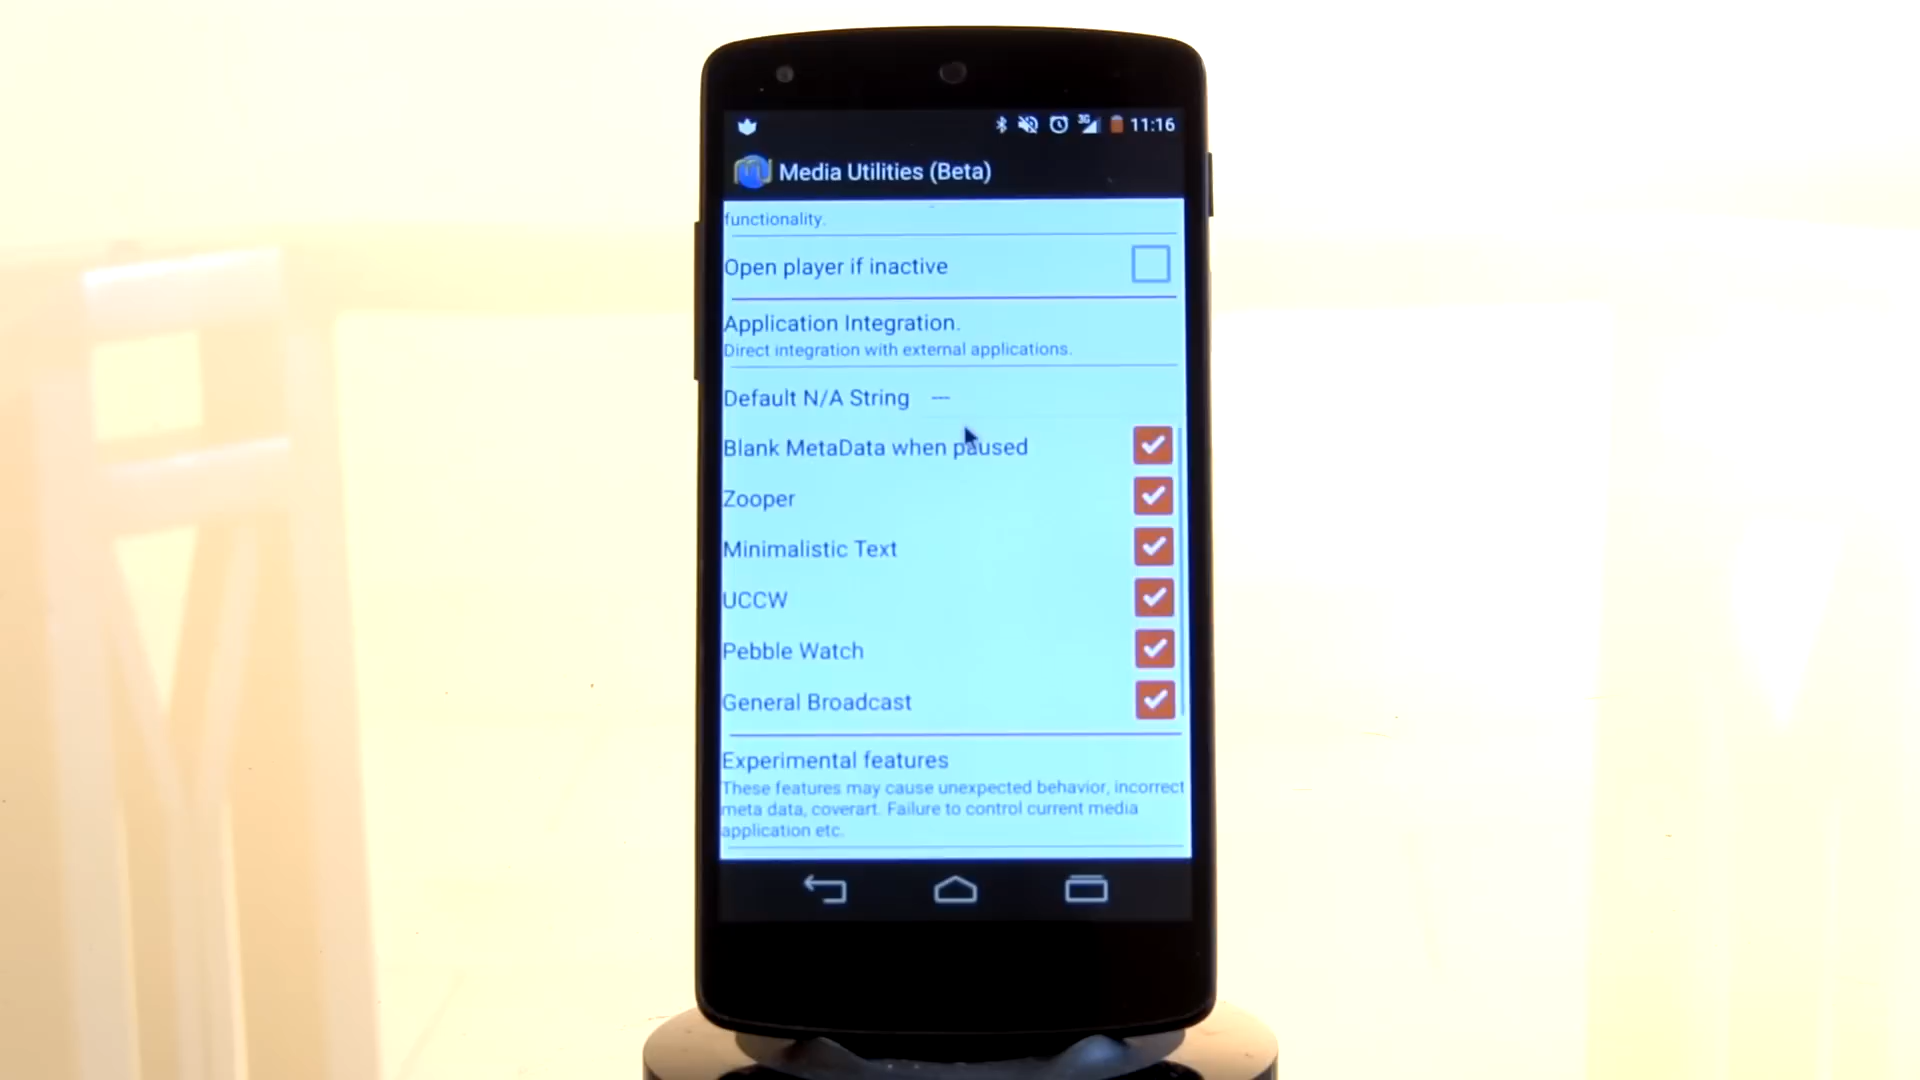 3G 11:16
Media Utilities (Beta)
functionality.
Open player if inactive
Application Integration.
Direct integration with external applications.
Default N/A String ---
Blank MetaData when paused
Zooper
Minimalistic Text
UCCW
Pebble Watch
General Broadcast
Experimental features
These features may cause unexpected behavior, incorrect
meta data, coverart. Failure to control current media
application etc.